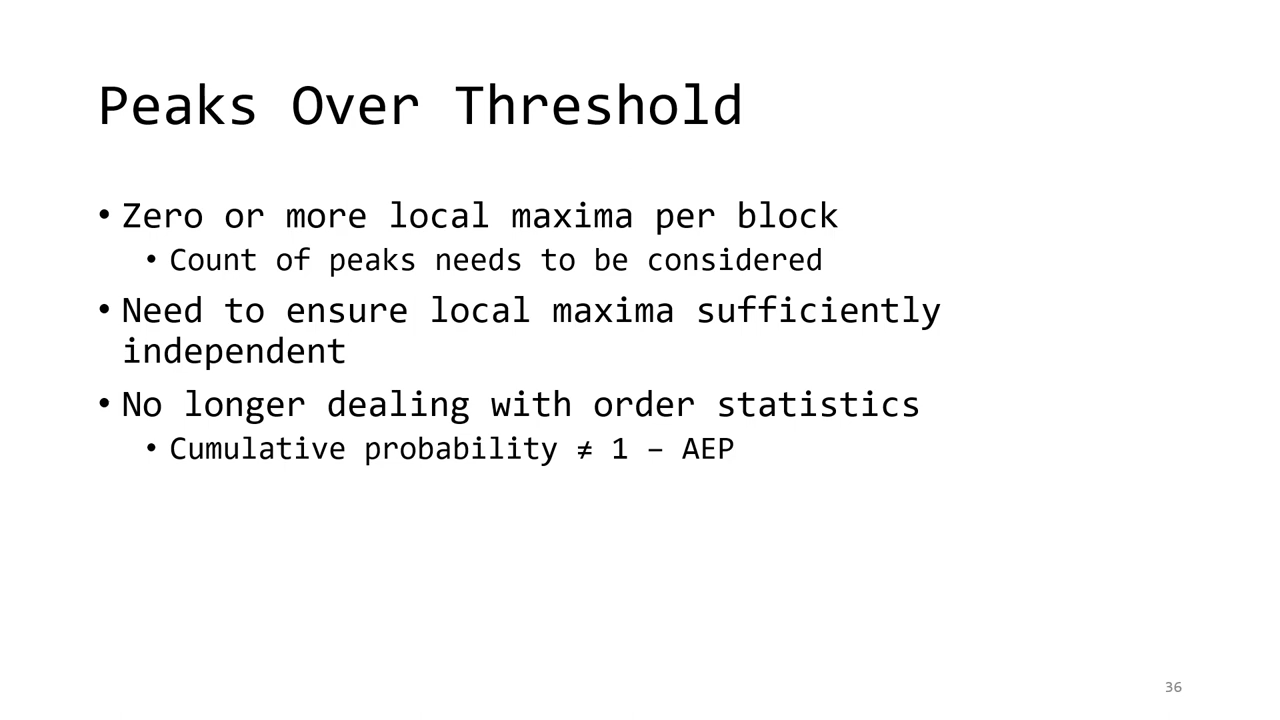 Peaks Over Threshold
• Zero or more local maxima per block
• Count of peaks needs to be considered
• Need to ensure local maxima sufficiently
independent
• No longer dealing with order statistics
• Cumulative probability ≠ 1 – AEP
36